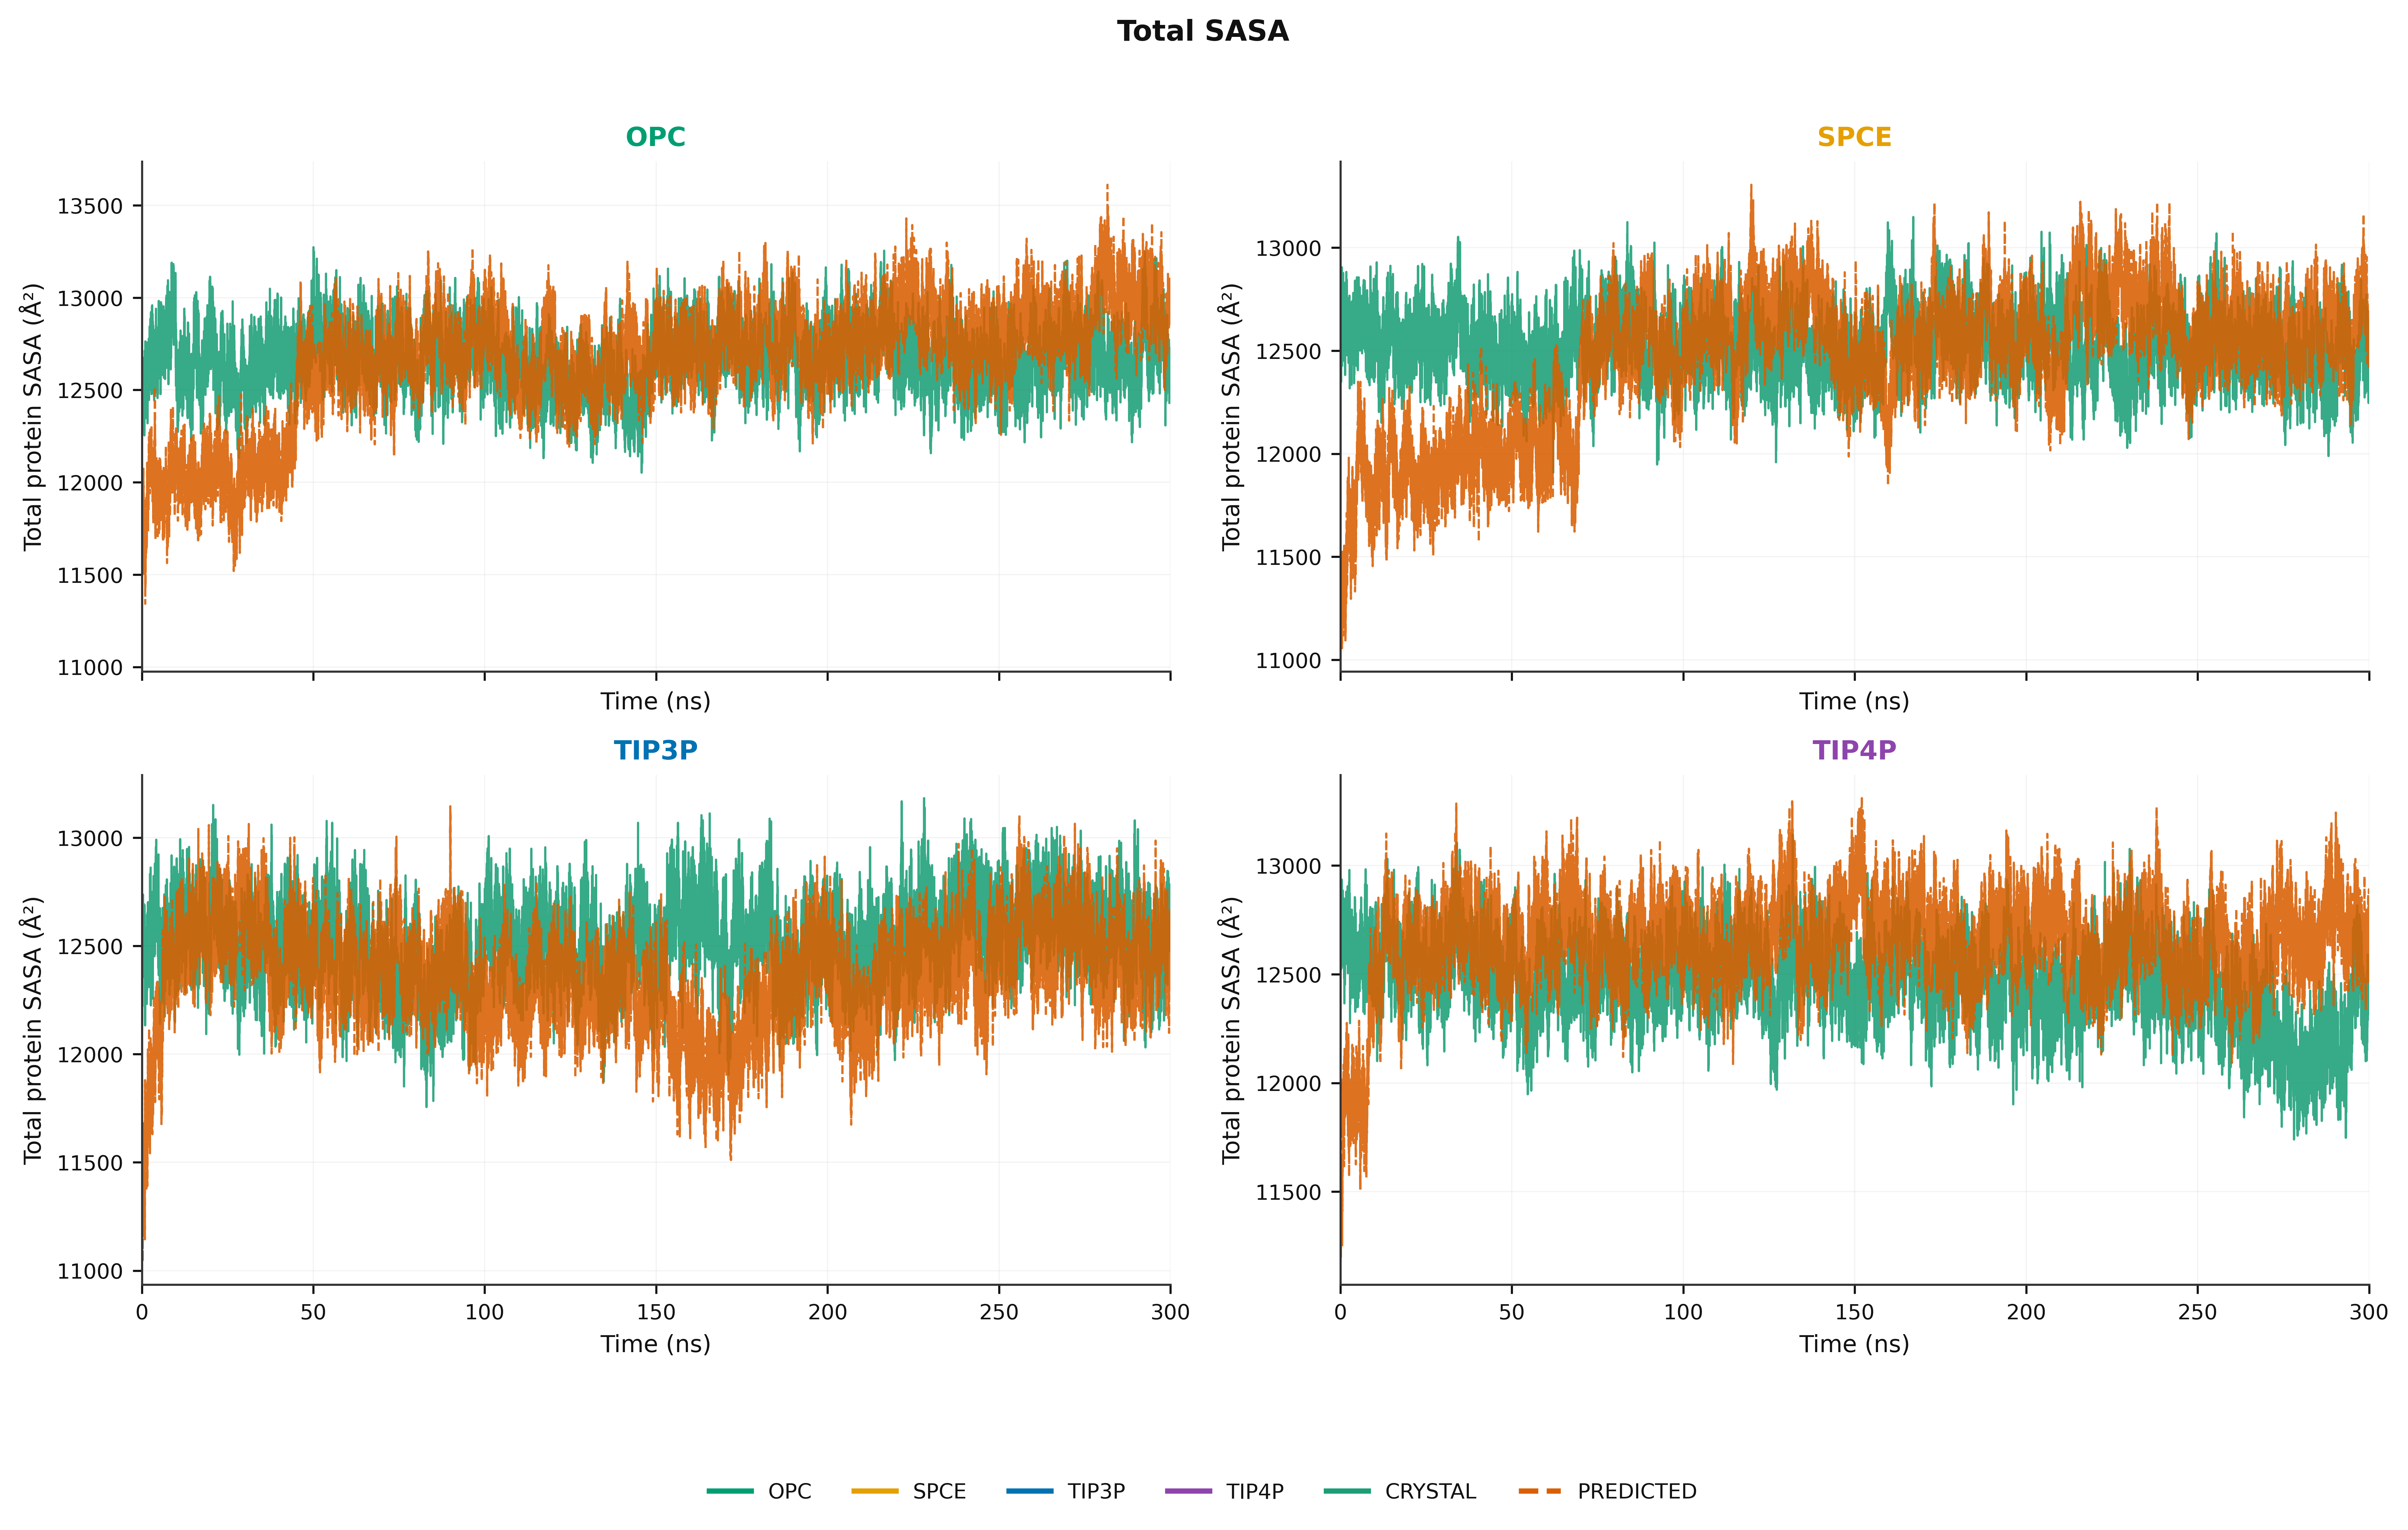 Total SASA
OPC
Total protein SASA (Å²)
13500
13000
12500
12000
11500
11000
Time (ns)
SPCE
Total protein SASA (Å²)
13000
12500
12000
11500
11000
Time (ns)
TIP3P
Total protein SASA (Å²)
13000
12500
12000
11500
11000
0 50 100 150 200 250 300
Time (ns)
TIP4P
Total protein SASA (Å²)
13000
12500
12000
11500
0 50 100 150 200 250 300
Time (ns)
OPC SPCE TIP3P TIP4P CRYSTAL PREDICTED